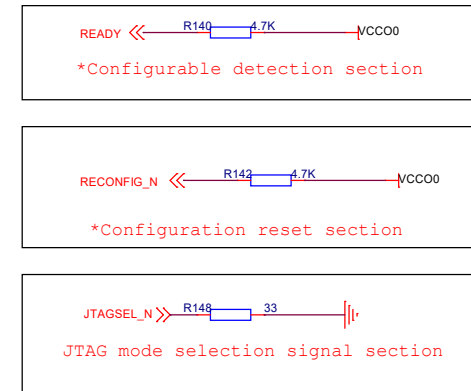 READY R140 4.7K VCCO0
*Configurable detection section
RECONFIG_N R142 4.7K VCCO0
*Configuration reset section
JTAGSEL_N R148 33
JTAG mode selection signal section